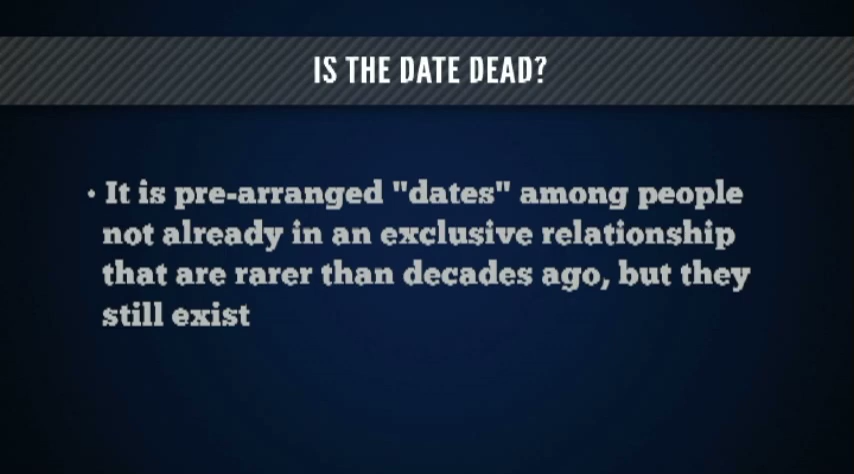 IS THE DATE DEAD?
• It is pre-arranged "dates" among people
not already in an exclusive relationship
that are rarer than decades ago, but they
still exist